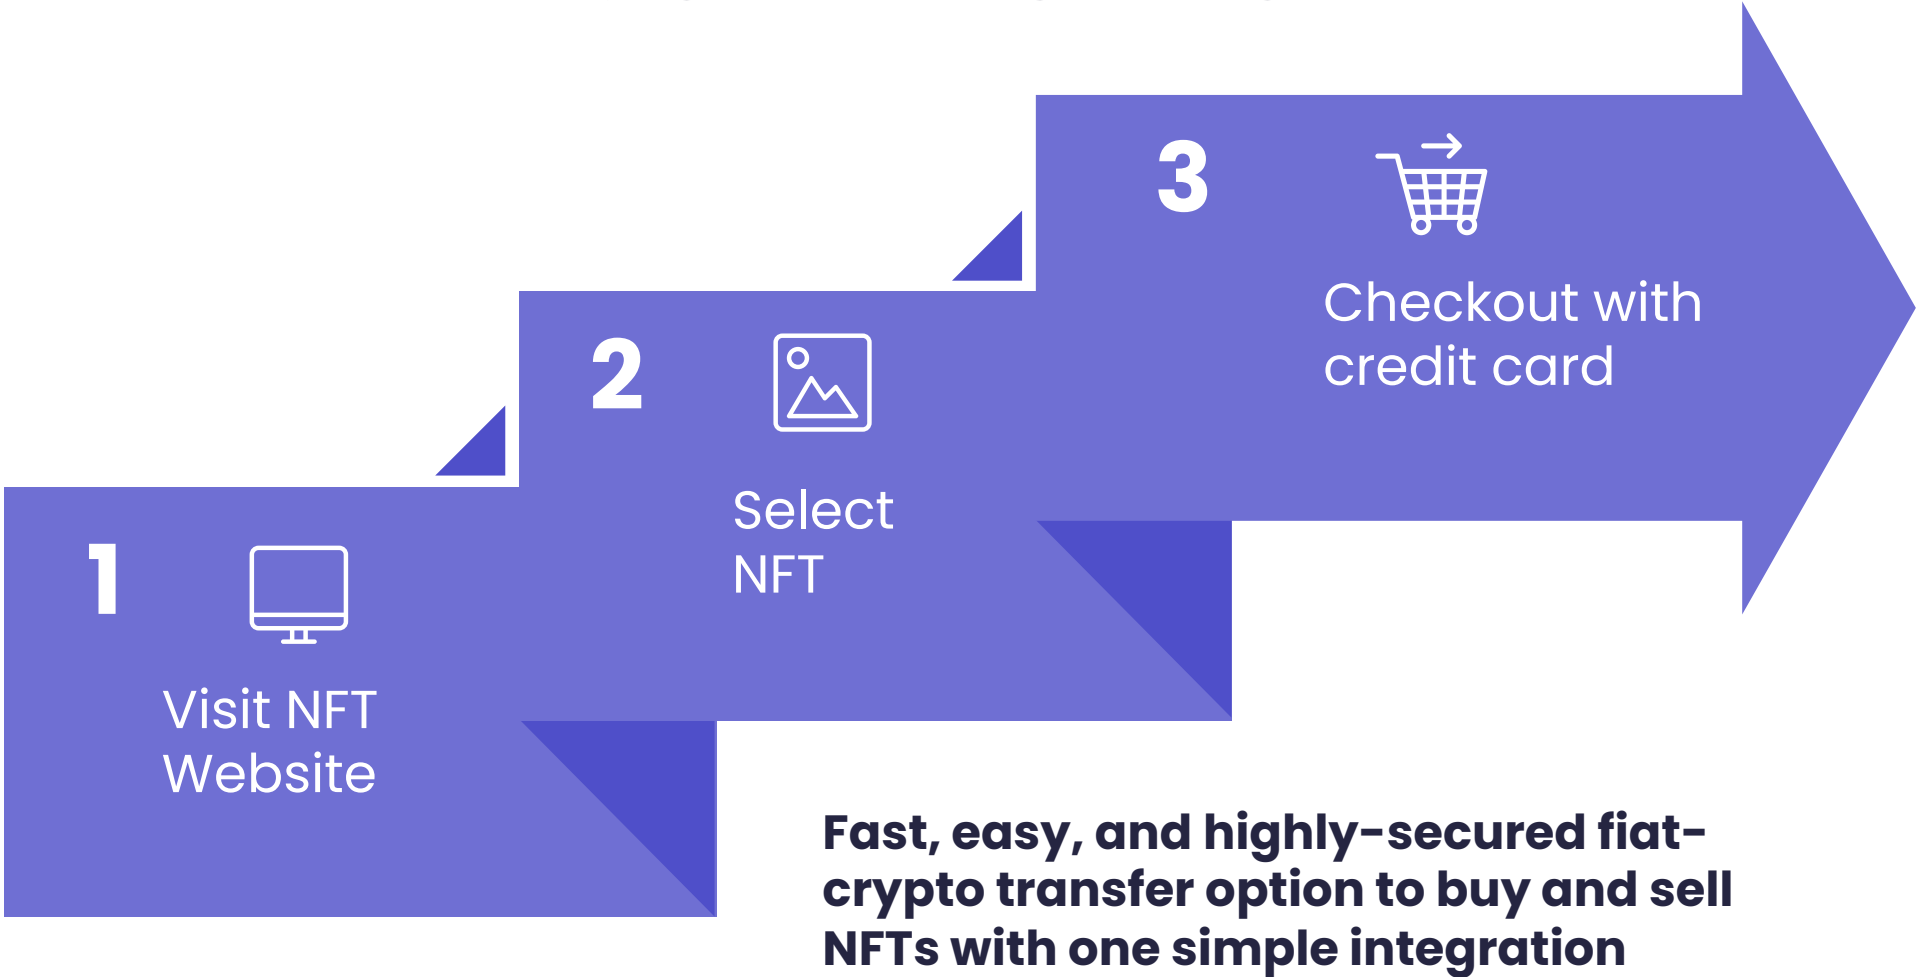 1
Visit NFT
Website
2
Select
NFT
3
Checkout with
credit card
Fast, easy, and highly-secured fiat-
crypto transfer option to buy and sell
NFTs with one simple integration